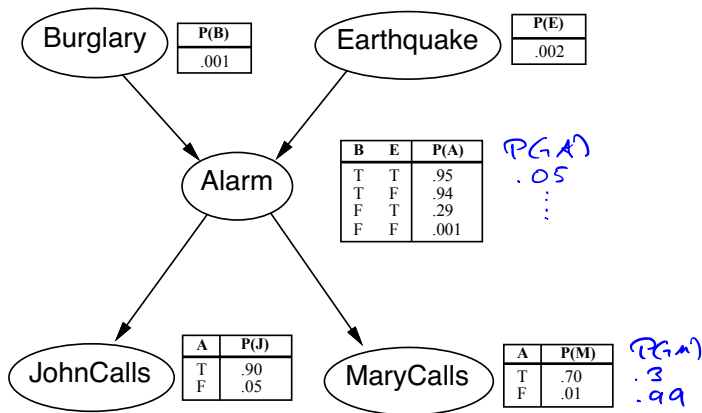 Burglary
P(B)
.001
Earthquake
P(E)
.002
Alarm
B E P(A)
T T .95
T F .94
F T .29
F F .001
P(¬A)
.05
JohnCalls
A P(J)
T .90
F .05
MaryCalls
A P(M)
T .70
F .01
P(¬M)
.3
.99